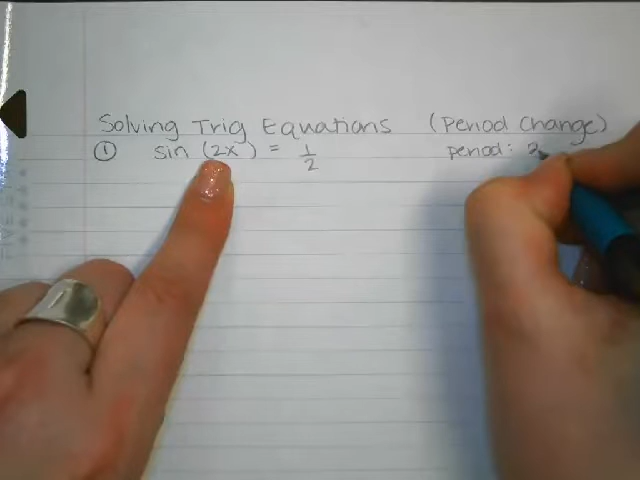 Solving Trig Equations (Period Change)
① sin (2x) = 1/2 period: 2